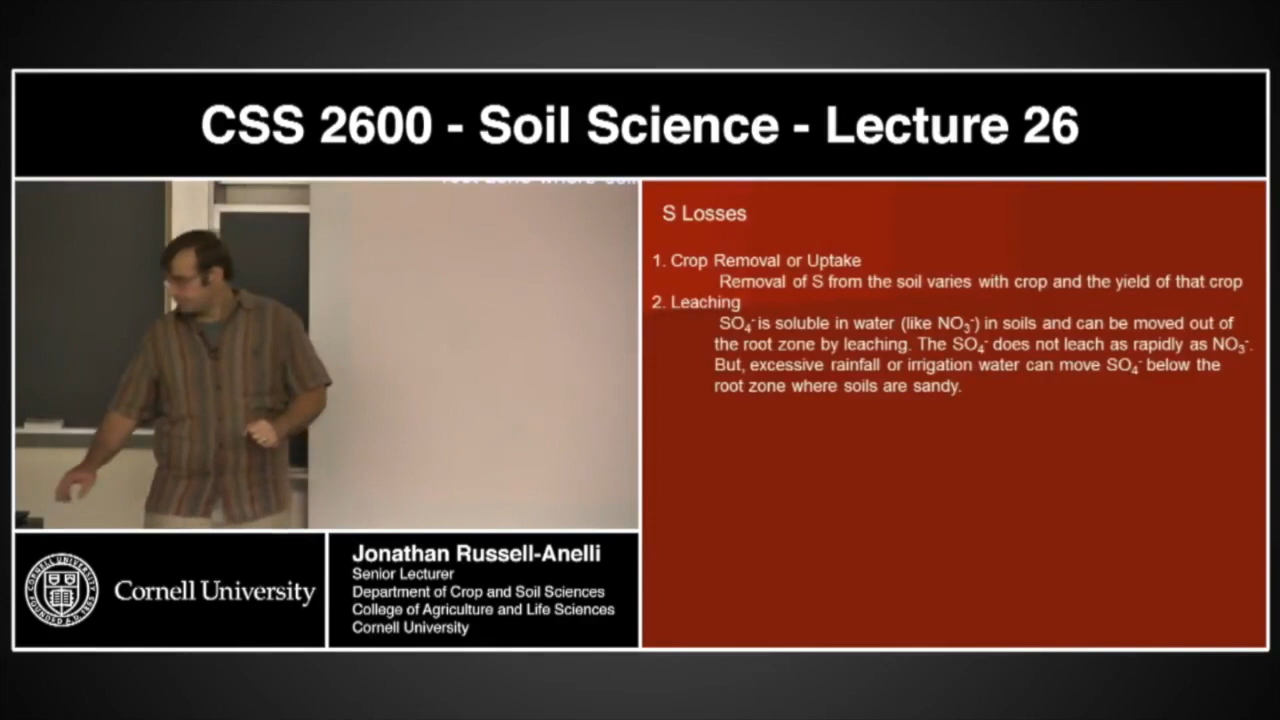 CSS 2600 - Soil Science - Lecture 26
S Losses
1. Crop Removal or Uptake
Removal of S from the soil varies with crop and the yield of that crop
2. Leaching
SO₄⁻ is soluble in water (like NO₃⁻) in soils and can be moved out of
the root zone by leaching. The SO₄⁻ does not leach as rapidly as NO₃⁻.
But, excessive rainfall or irrigation water can move SO₄⁻ below the
root zone where soils are sandy.
Cornell University
Jonathan Russell-Anelli
Senior Lecturer
Department of Crop and Soil Sciences
College of Agriculture and Life Sciences
Cornell University